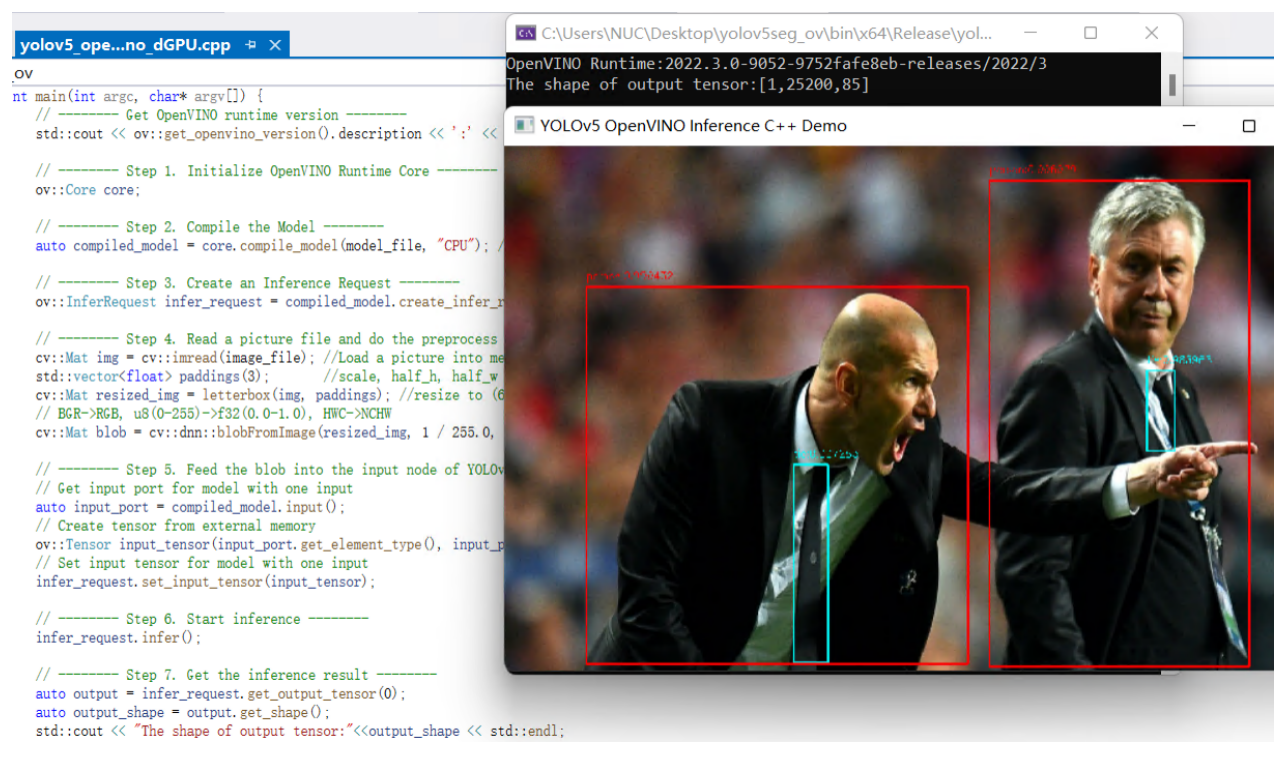 yolov5_ope...no_dGPU.cpp
_ov
nt main(int argc, char* argv[]) {
// -------- Get OpenVINO runtime version --------
std::cout << ov::get_openvino_version().description << ':' <<
// -------- Step 1. Initialize OpenVINO Runtime Core --------
ov::Core core;
// -------- Step 2. Compile the Model --------
auto compiled_model = core.compile_model(model_file, "CPU"); /
// -------- Step 3. Create an Inference Request --------
ov::InferRequest infer_request = compiled_model.create_infer_r
// -------- Step 4. Read a picture file and do the preprocess
cv::Mat img = cv::imread(image_file); //Load a picture into me
std::vector<float> paddings(3); //scale, half_h, half_w
cv::Mat resized_img = letterbox(img, paddings); //resize to (6
// BGR->RGB, u8(0-255)->f32(0.0-1.0), HWC->NCHW
cv::Mat blob = cv::dnn::blobFromImage(resized_img, 1 / 255.0,
// -------- Step 5. Feed the blob into the input node of YOLOv
// Get input port for model with one input
auto input_port = compiled_model.input();
// Create tensor from external memory
ov::Tensor input_tensor(input_port.get_element_type(), input_p
// Set input tensor for model with one input
infer_request.set_input_tensor(input_tensor);
// -------- Step 6. Start inference --------
infer_request.infer();
// -------- Step 7. Get the inference result --------
auto output = infer_request.get_output_tensor(0);
auto output_shape = output.get_shape();
std::cout << "The shape of output tensor:"<<output_shape << std::endl;
C:\Users\NUC\Desktop\yolov5seg_ov\bin\x64\Release\yol...
OpenVINO Runtime:2022.3.0-9052-9752fafe8eb-releases/2022/3
The shape of output tensor:[1,25200,85]
YOLOv5 OpenVINO Inference C++ Demo